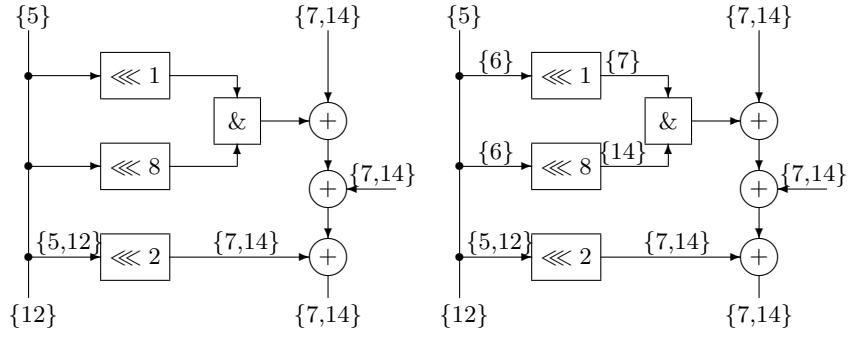 {5} {7,14} {5} {7,14}
{6} {7}
⋘ 1 ⋘ 1
& + & +
{6} {14}
⋘ 8 ⋘ 8
+ {7,14} + {7,14}
{5,12} {7,14} {5,12} {7,14}
⋘ 2 + ⋘ 2 +
{12} {7,14} {12} {7,14}